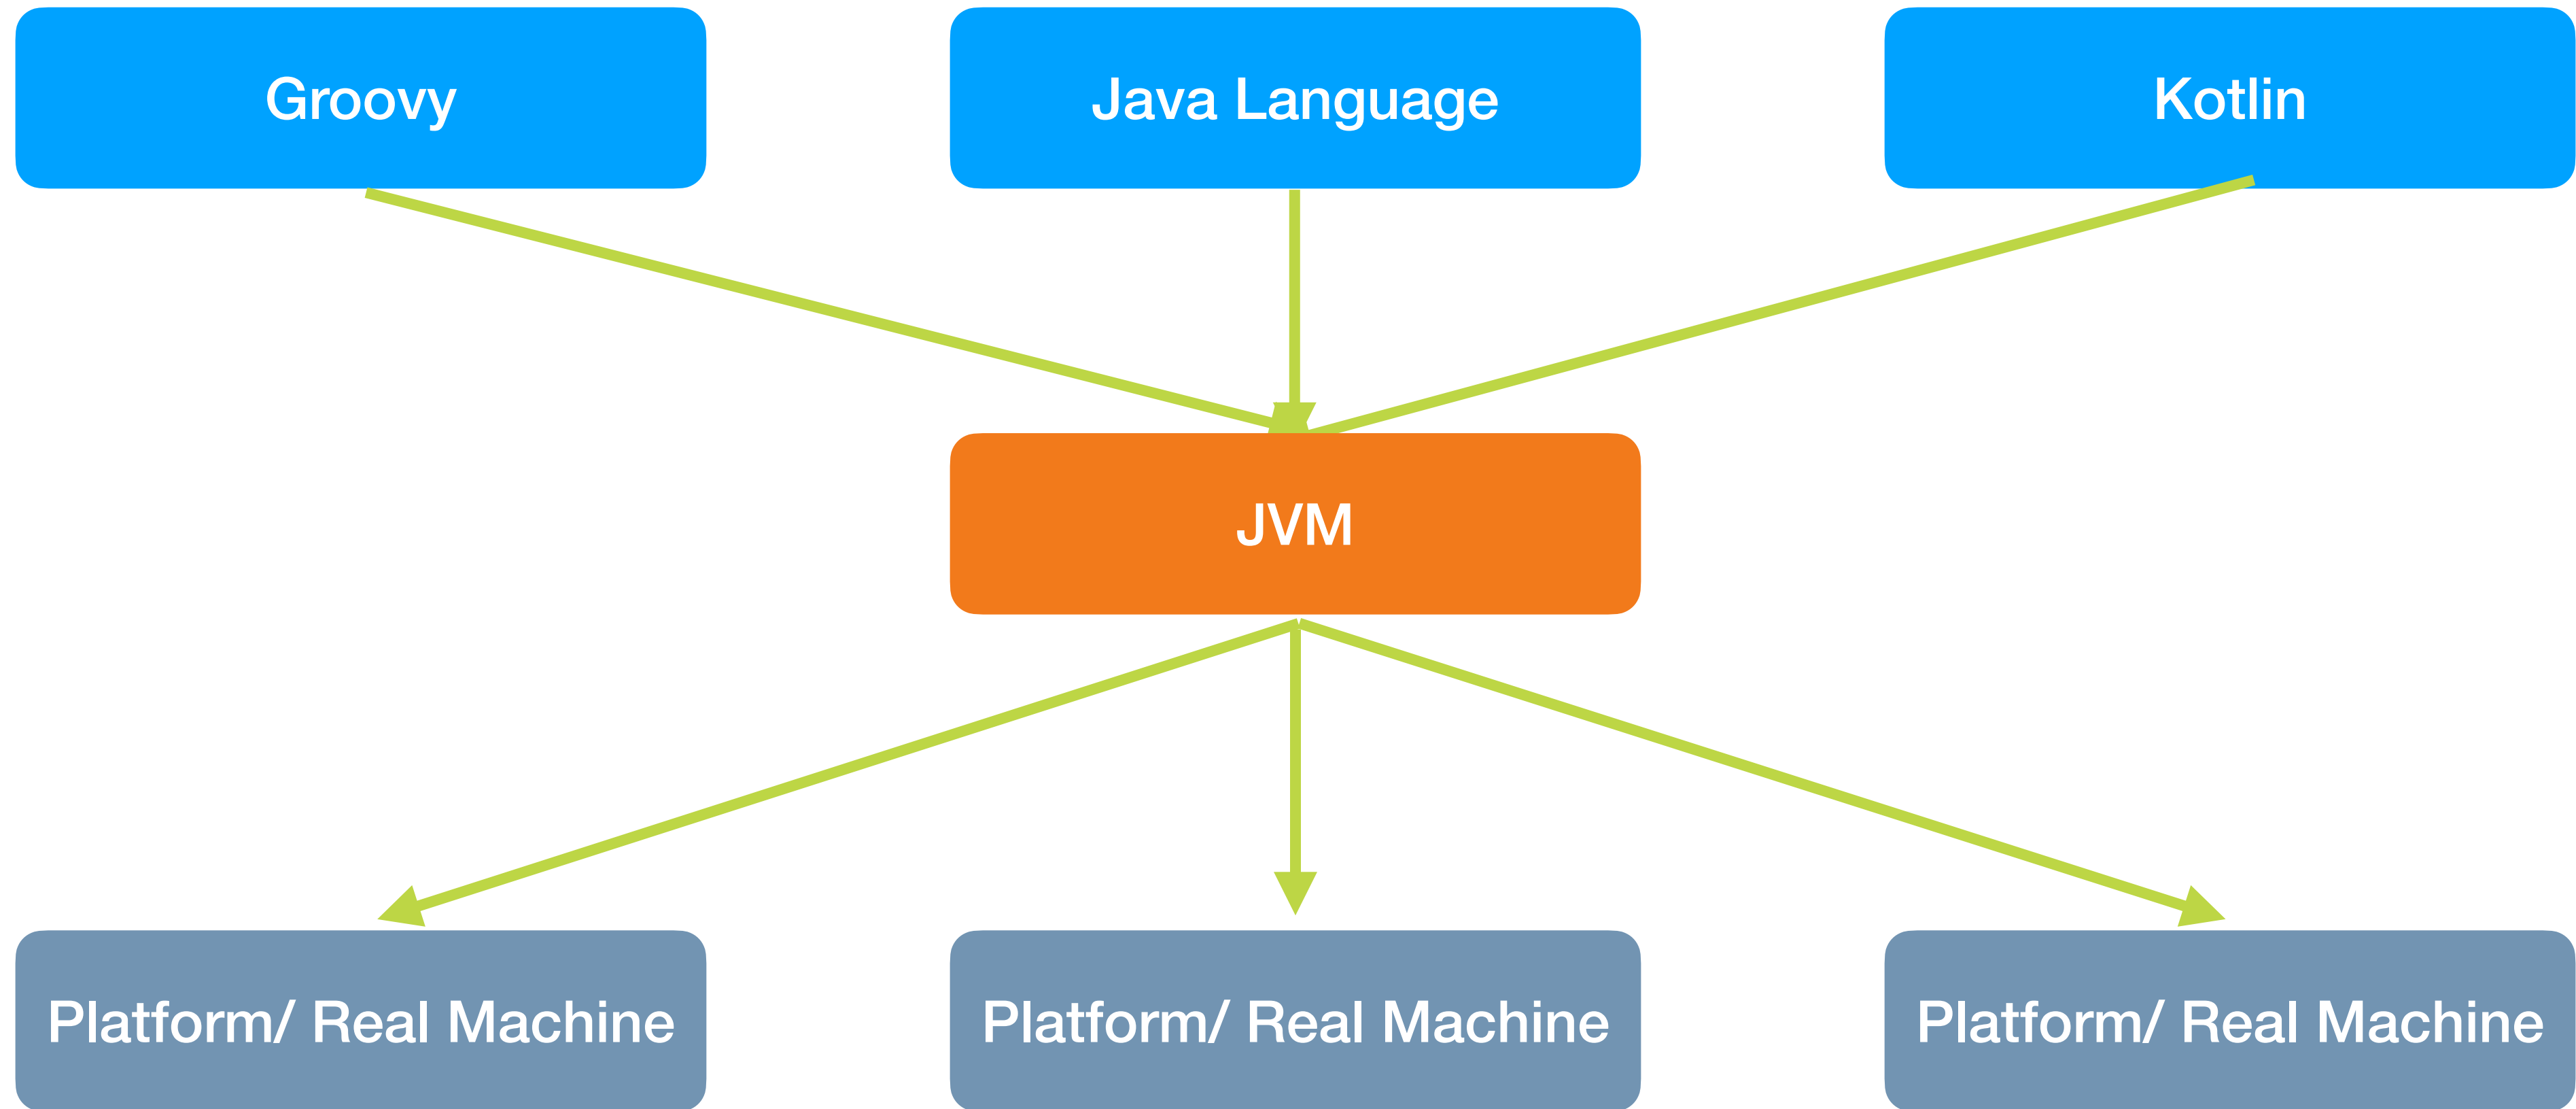 Groovy
Java Language
Kotlin
JVM
Platform/ Real Machine
Platform/ Real Machine
Platform/ Real Machine